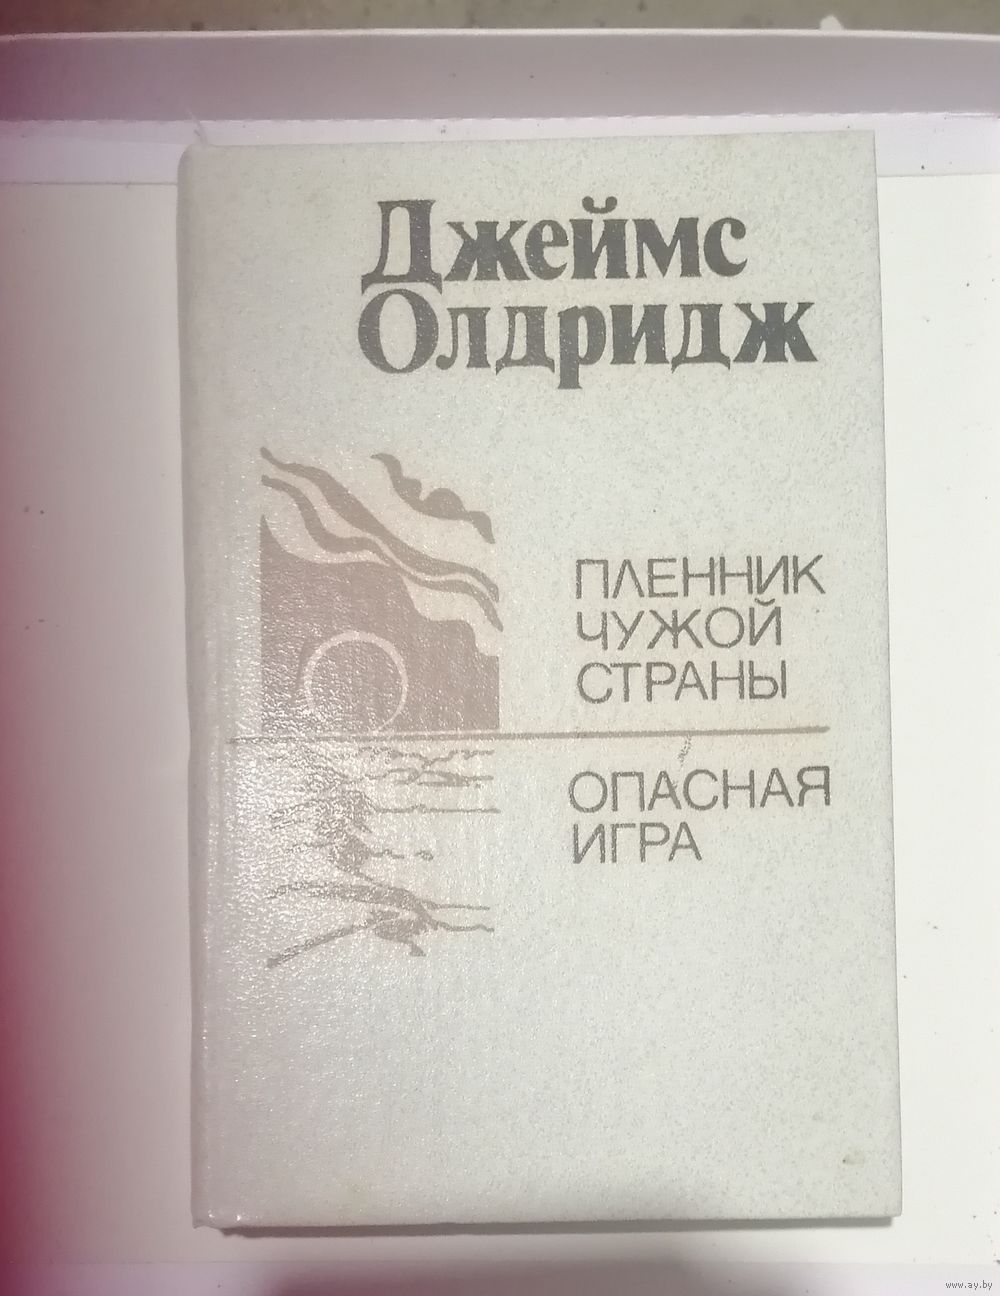 Джеймс
Олдридж
ПЛЕННИК
ЧУЖОЙ
СТРАНЫ
ОПАСНАЯ
ИГРА
www.ay.by